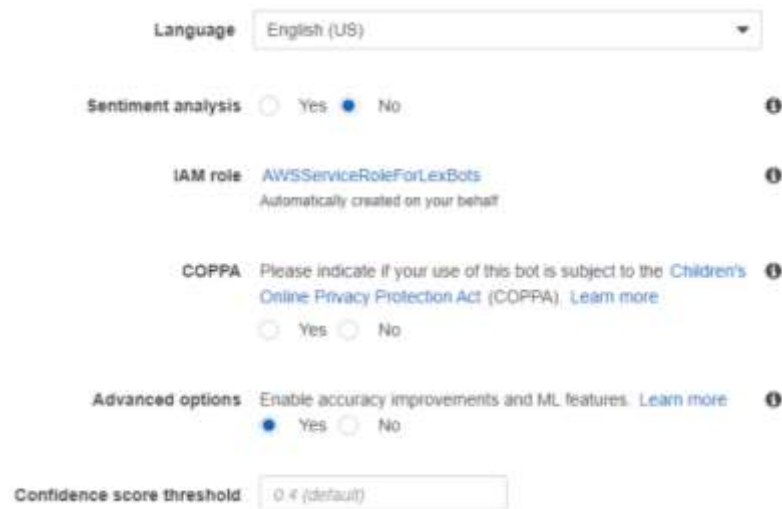 Language English (US)
Sentiment analysis Yes No
IAM role AWSServiceRoleForLexBots
Automatically created on your behalf
COPPA Please indicate if your use of this bot is subject to the Children's
Online Privacy Protection Act (COPPA). Learn more
Yes No
Advanced options Enable accuracy improvements and ML features. Learn more
Yes No
Confidence score threshold 0.4 (default)